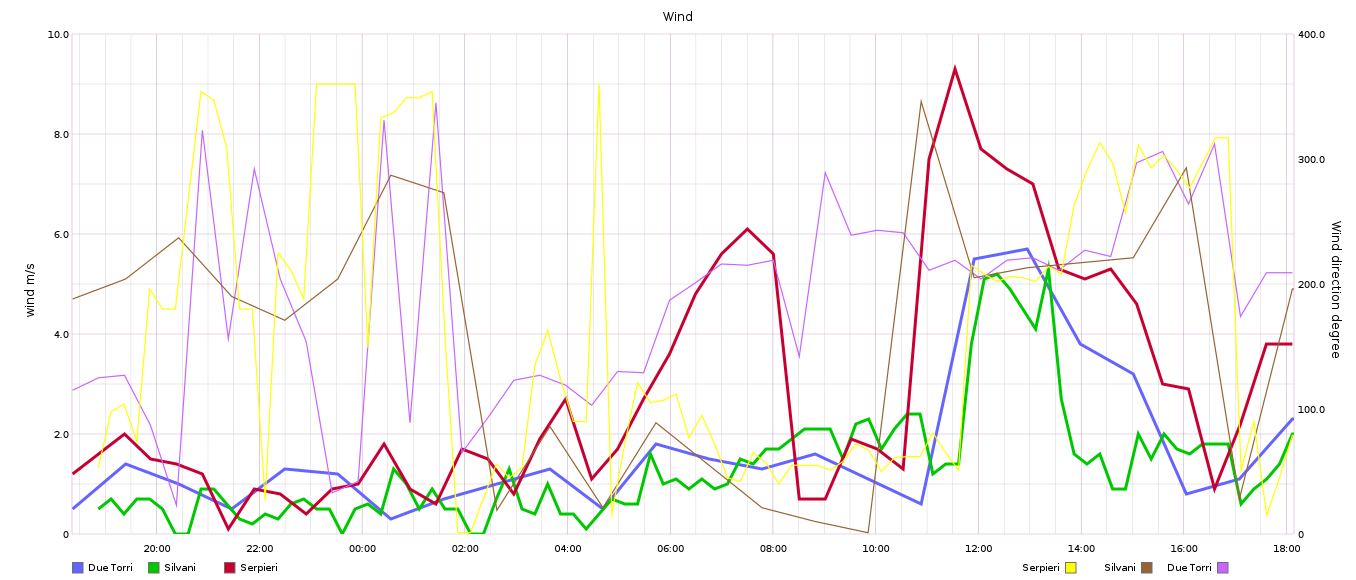 Wind
10.0
8.0
6.0
4.0
2.0
0
wind m/s
400.0
300.0
200.0
100.0
0
Wind direction degree
20:00 22:00 00:00 02:00 04:00 06:00 08:00 10:00 12:00 14:00 16:00 18:00
Due Torri Silvani Serpieri Serpieri Silvani Due Torri